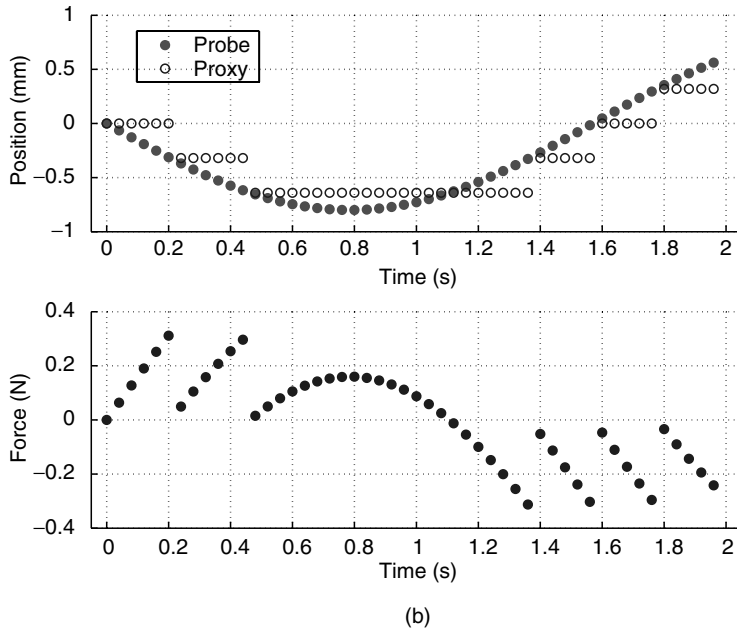 1
0.5
0
−0.5
−1
Position (mm)
Probe
Proxy
0 0.2 0.4 0.6 0.8 1 1.2 1.4 1.6 1.8 2
Time (s)
0.4
0.2
0
−0.2
−0.4
Force (N)
0 0.2 0.4 0.6 0.8 1 1.2 1.4 1.6 1.8 2
Time (s)
(b)